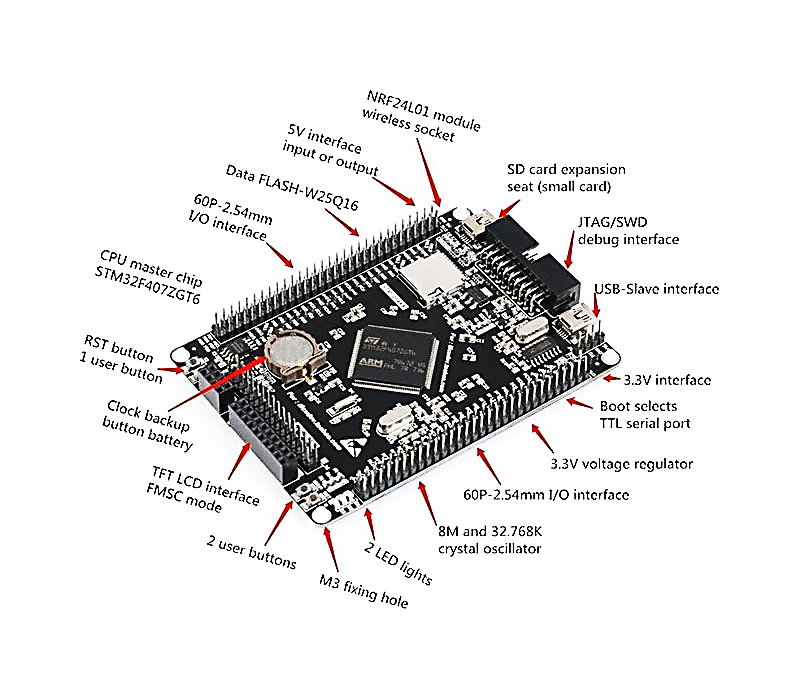 NRF24L01 module
wireless socket
5V interface
input or output
Data FLASH-W25Q16
60P-2.54mm
I/O interface
CPU master chip
STM32F407ZGT6
SD card expansion
seat (small card)
JTAG/SWD
debug interface
USB-Slave interface
RST button
1 user button
Clock backup
button battery
TFT LCD interface
FMSC mode
2 user buttons
M3 fixing hole
2 LED lights
8M and 32.768K
crystal oscillator
60P-2.54mm I/O interface
3.3V voltage regulator
Boot selects
TTL serial port
3.3V interface
ARM